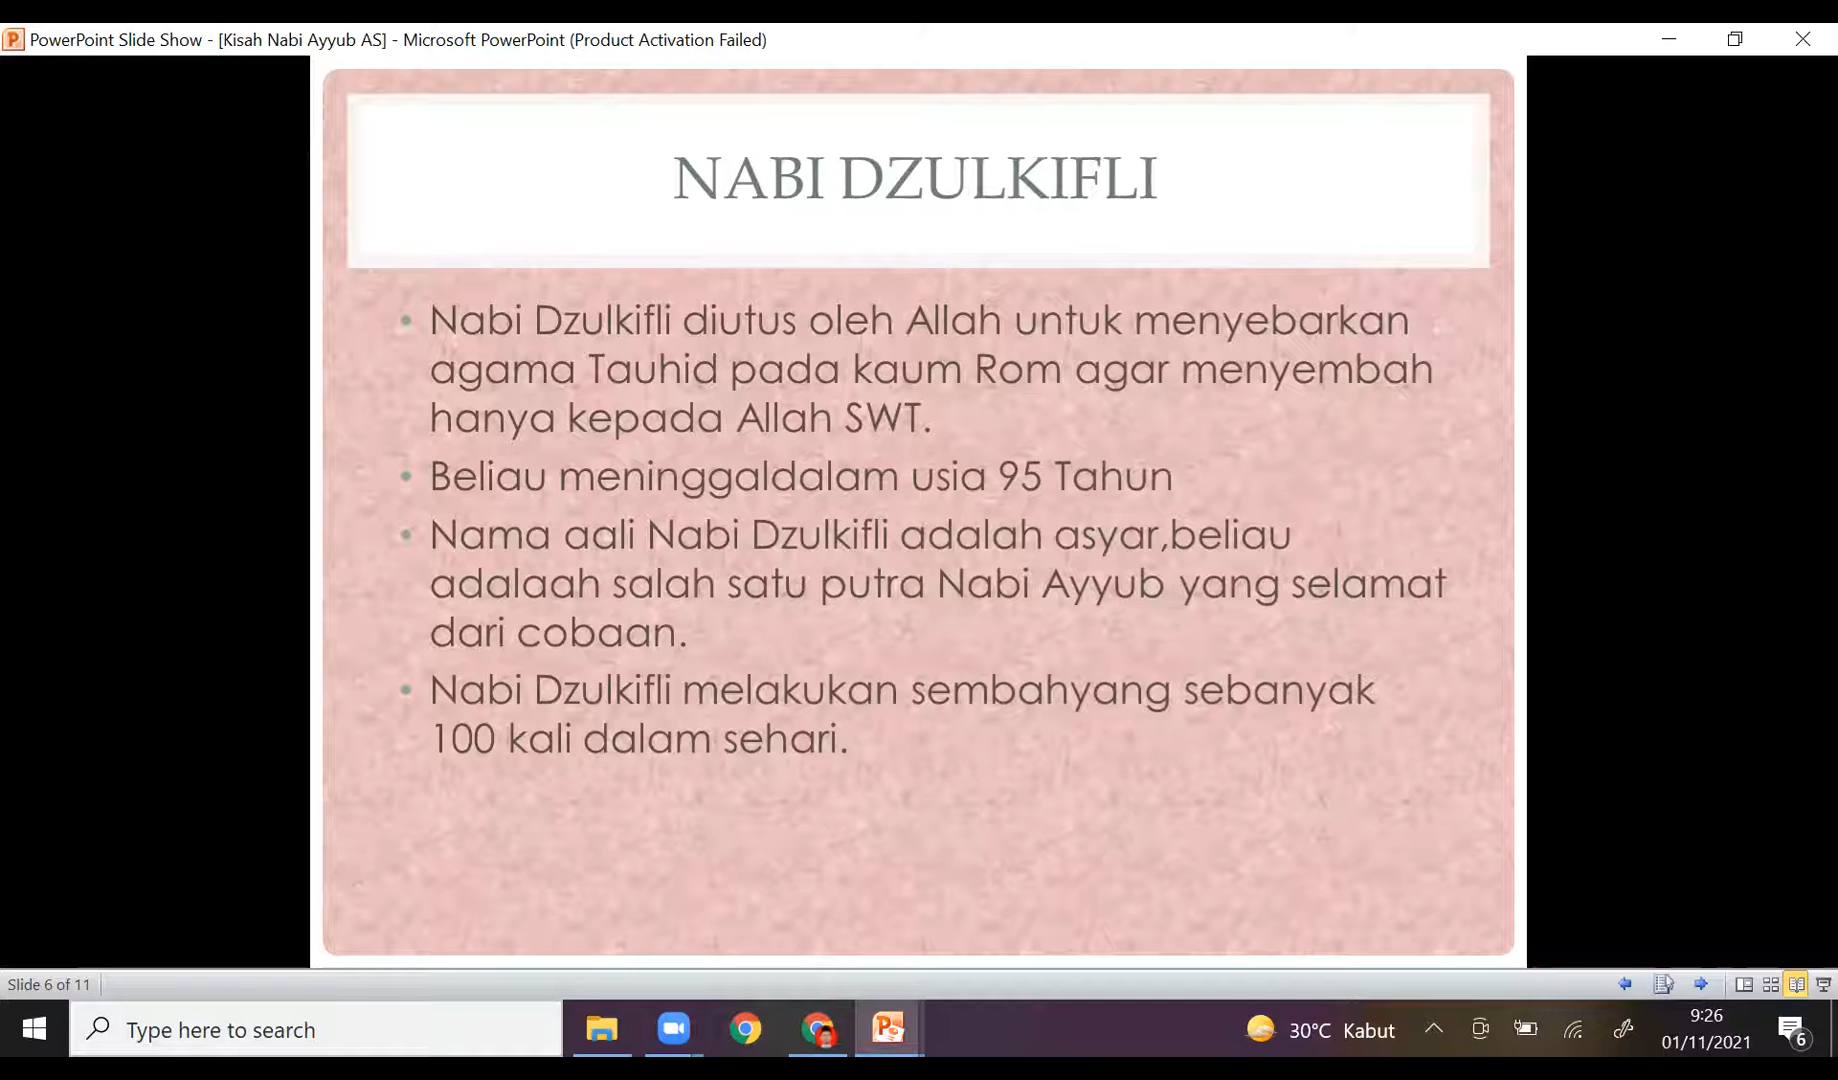 PowerPoint Slide Show - [Kisah Nabi Ayyub AS] - Microsoft PowerPoint (Product Activation Failed)
NABI DZULKIFLI
• Nabi Dzulkifli diutus oleh Allah untuk menyebarkan
agama Tauhid pada kaum Rom agar menyembah
hanya kepada Allah SWT.
• Beliau meninggaldalam usia 95 Tahun
• Nama aali Nabi Dzulkifli adalah asyar,beliau
adalaah salah satu putra Nabi Ayyub yang selamat
dari cobaan.
• Nabi Dzulkifli melakukan sembahyang sebanyak
100 kali dalam sehari.
Slide 6 of 11
Type here to search
30°C Kabut
9:26
01/11/2021
6